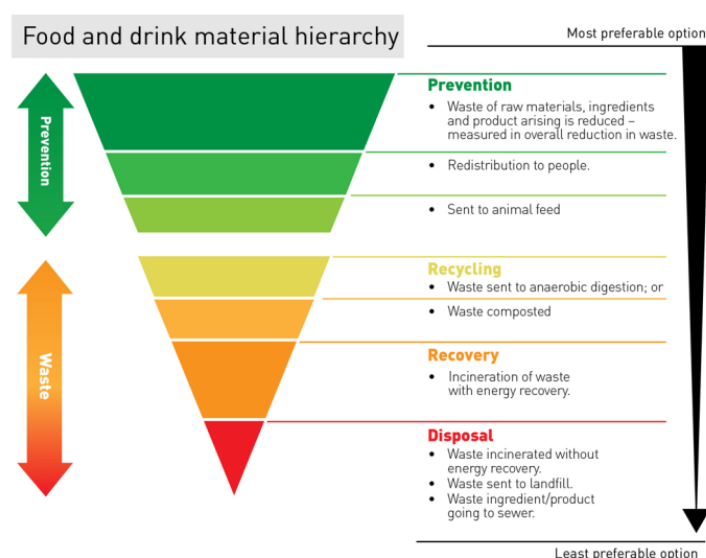 Food and drink material hierarchy
Most preferable option
Prevention
Prevention
• Waste of raw materials, ingredients
and product arising is reduced –
measured in overall reduction in waste.
• Redistribution to people.
• Sent to animal feed
Waste
Recycling
• Waste sent to anaerobic digestion; or
• Waste composted
Recovery
• Incineration of waste
with energy recovery.
Disposal
• Waste incinerated without
energy recovery.
• Waste sent to landfill.
• Waste ingredient/product
going to sewer.
Least preferable option